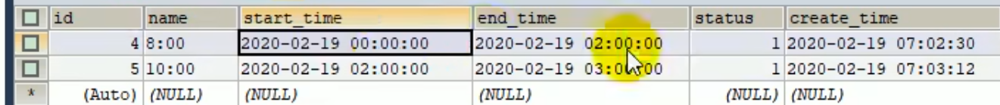 id name start_time end_time status create_time
4 8:00 2020-02-19 00:00:00 2020-02-19 02:00:00 1 2020-02-19 07:02:30
5 10:00 2020-02-19 02:00:00 2020-02-19 03:00:00 1 2020-02-19 07:03:12
* (Auto) (NULL) (NULL) (NULL) (NULL) (NULL)